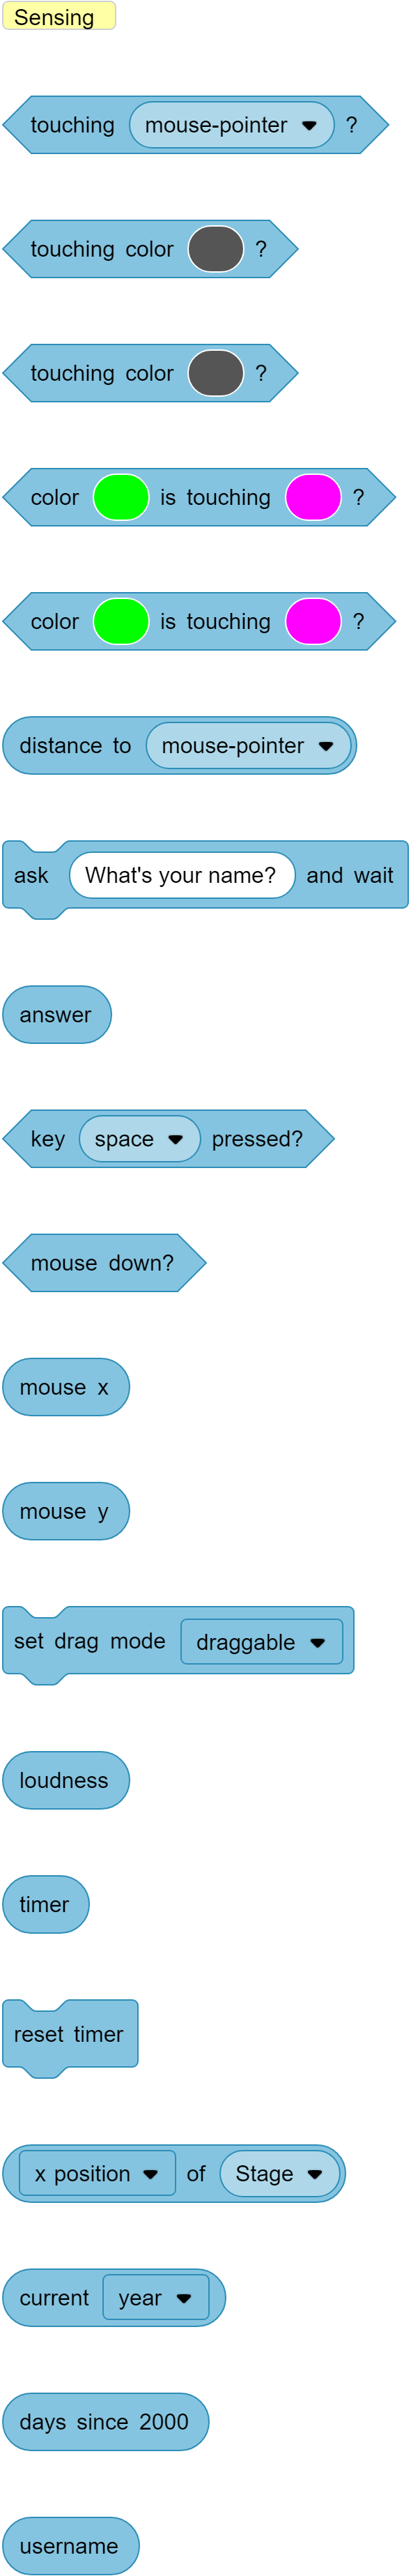 Sensing
touching mouse-pointer ?
touching color ?
touching color ?
color is touching ?
color is touching ?
distance to mouse-pointer
ask What's your name? and wait
answer
key space pressed?
mouse down?
mouse x
mouse y
set drag mode draggable
loudness
timer
reset timer
x position of Stage
current year
days since 2000
username